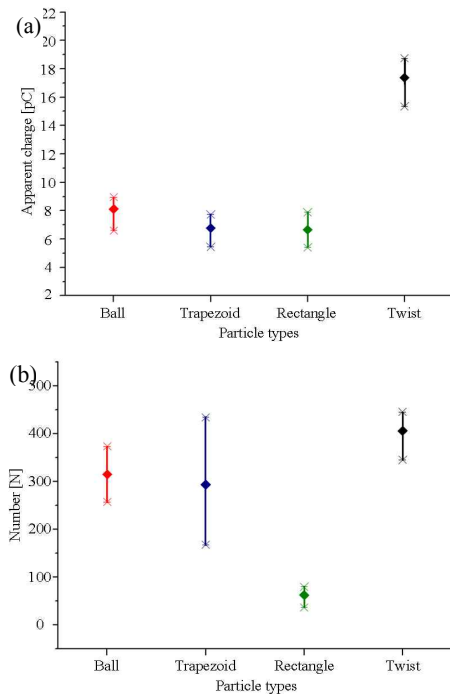 (a)
22
20
18
16
14
12
10
8
6
4
2
Apparent charge [pC]
Ball Trapezoid Rectangle Twist
Particle types
(b)
500
400
300
200
100
0
Number [N]
Ball Trapezoid Rectangle Twist
Particle types